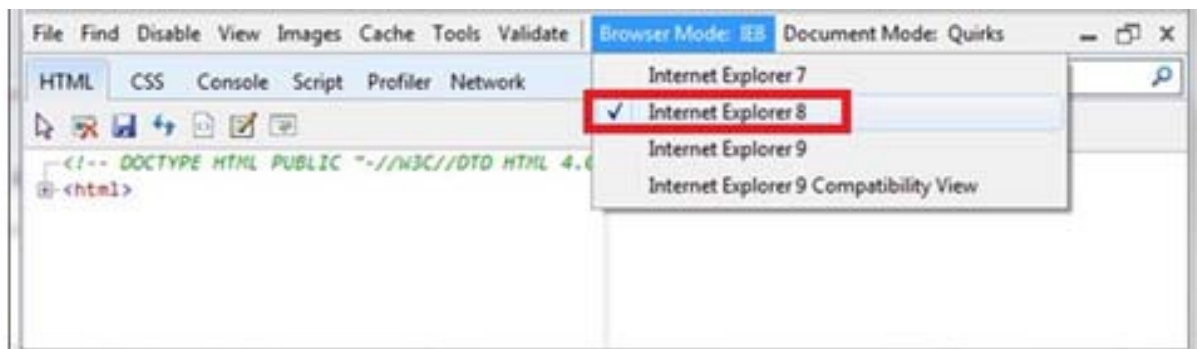 File Find Disable View Images Cache Tools Validate Browser Mode: IE8 Document Mode: Quirks
HTML CSS Console Script Profiler Network
Internet Explorer 7
Internet Explorer 8
Internet Explorer 9
Internet Explorer 9 Compatibility View
<!-- DOCTYPE HTML PUBLIC "-//W3C//DTD HTML 4.0
<html>